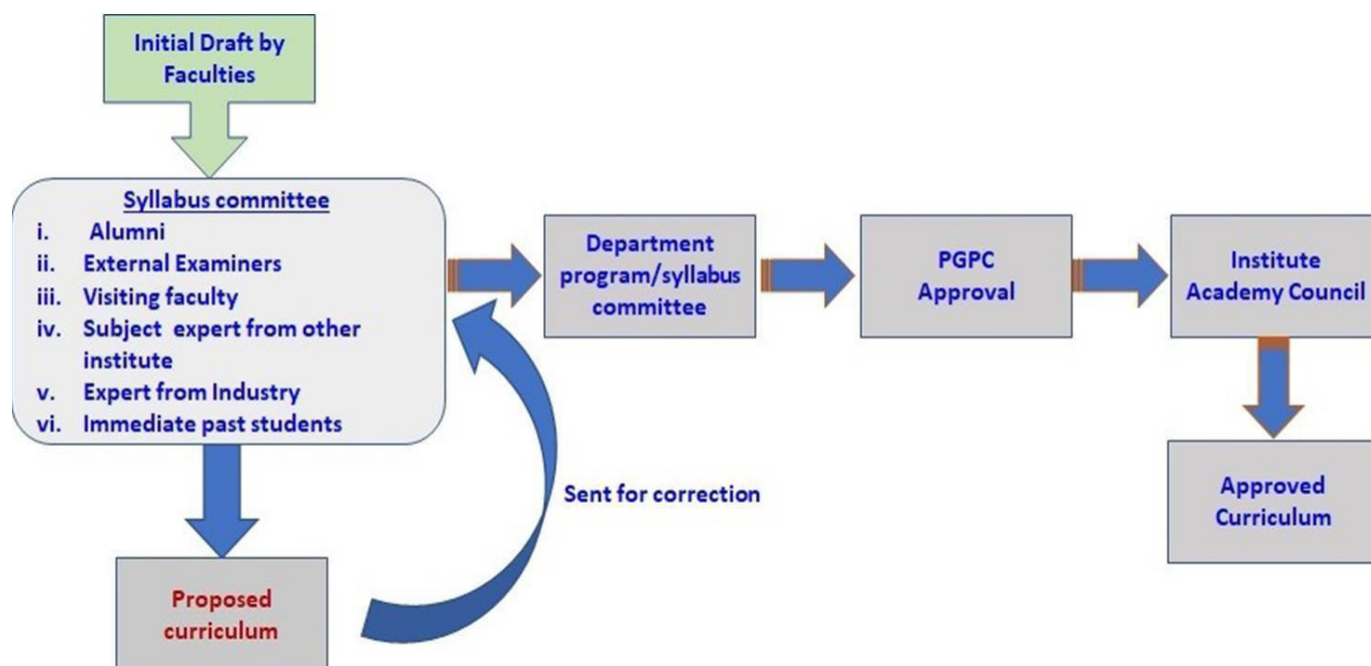 Initial Draft by
Faculties
Syllabus committee
i. Alumni
ii. External Examiners
iii. Visiting faculty
iv. Subject expert from other
institute
v. Expert from Industry
vi. Immediate past students
Department
program/syllabus
committee
PGPC
Approval
Institute
Academy Council
Sent for correction
Approved
Curriculum
Proposed
curriculum